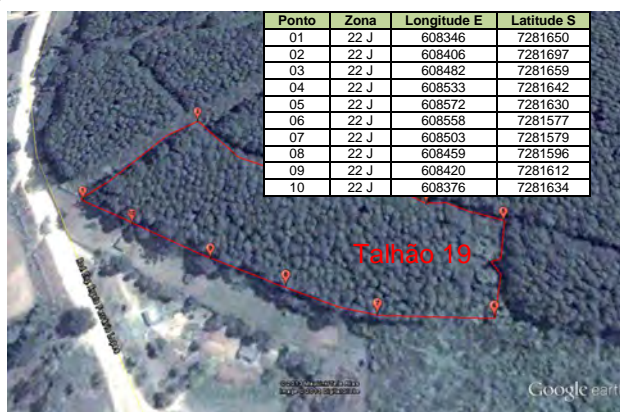 Ponto Zona Longitude E Latitude S
01 22 J 608346 7281650
02 22 J 608406 7281697
03 22 J 608482 7281659
04 22 J 608533 7281642
05 22 J 608572 7281630
06 22 J 608558 7281577
07 22 J 608503 7281579
08 22 J 608459 7281596
09 22 J 608420 7281612
10 22 J 608376 7281634
Talhão 19
Google eart